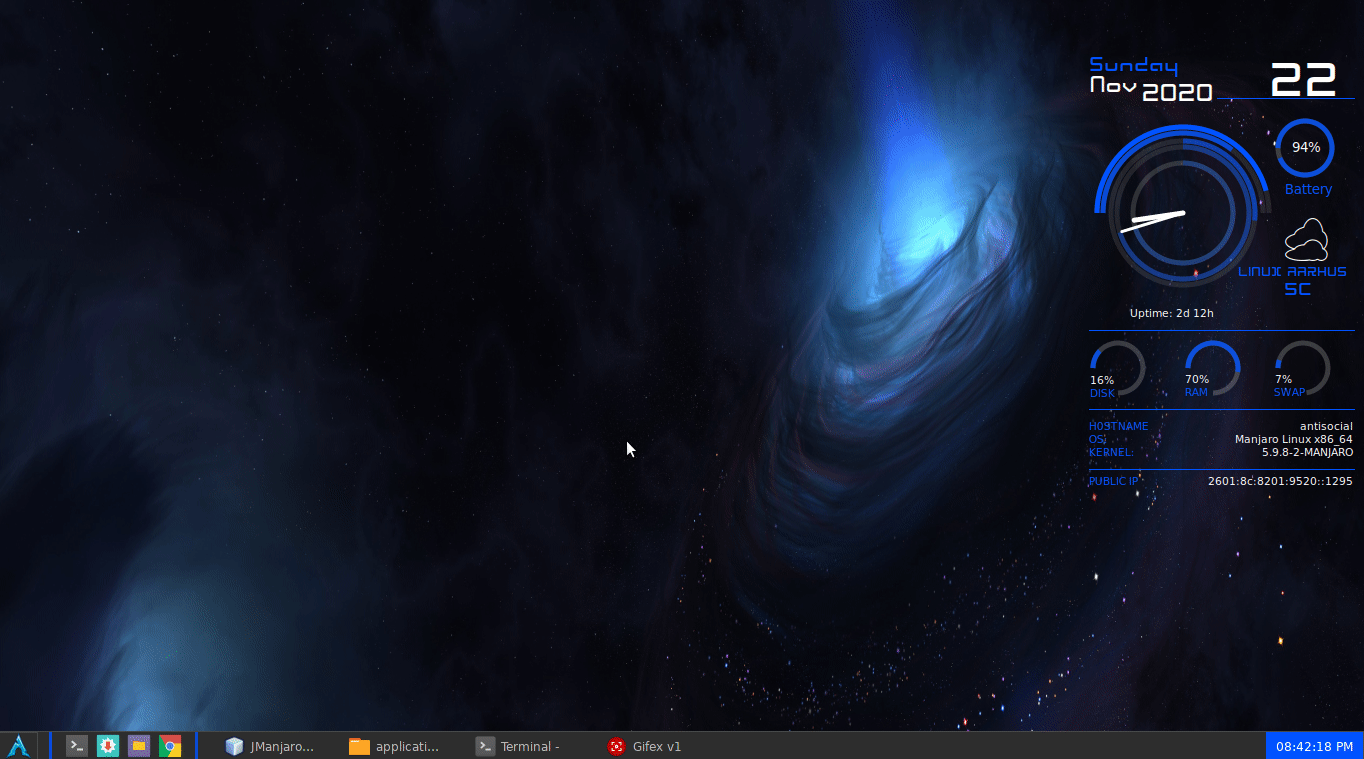 Sunday
Nov 2020 22
94%
Battery
LINUX AARHUS
5C
Uptime: 2d 12h
16% 70% 7%
DISK RAM SWAP
HOSTNAME antisocial
OS: Manjaro Linux x86_64
KERNEL: 5.9.8-2-MANJARO
PUBLIC IP 2601:8c:8201:9520::1295
JManjaro... applicati... Terminal - Gifex v1 08:42:18 PM